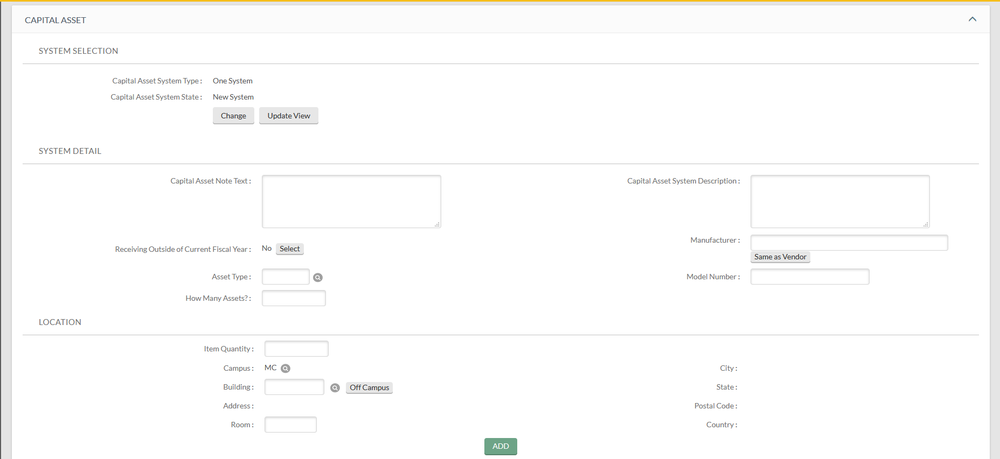 CAPITAL ASSET
SYSTEM SELECTION
Capital Asset System Type : One System
Capital Asset System State : New System
Change Update View
SYSTEM DETAIL
Capital Asset Note Text : Capital Asset System Description :
Manufacturer :
Receiving Outside of Current Fiscal Year : No Select
Same as Vendor
Asset Type : Model Number :
How Many Assets? :
LOCATION
Item Quantity :
Campus : MC City :
Building : Off Campus State :
Address : Postal Code :
Room : Country :
ADD